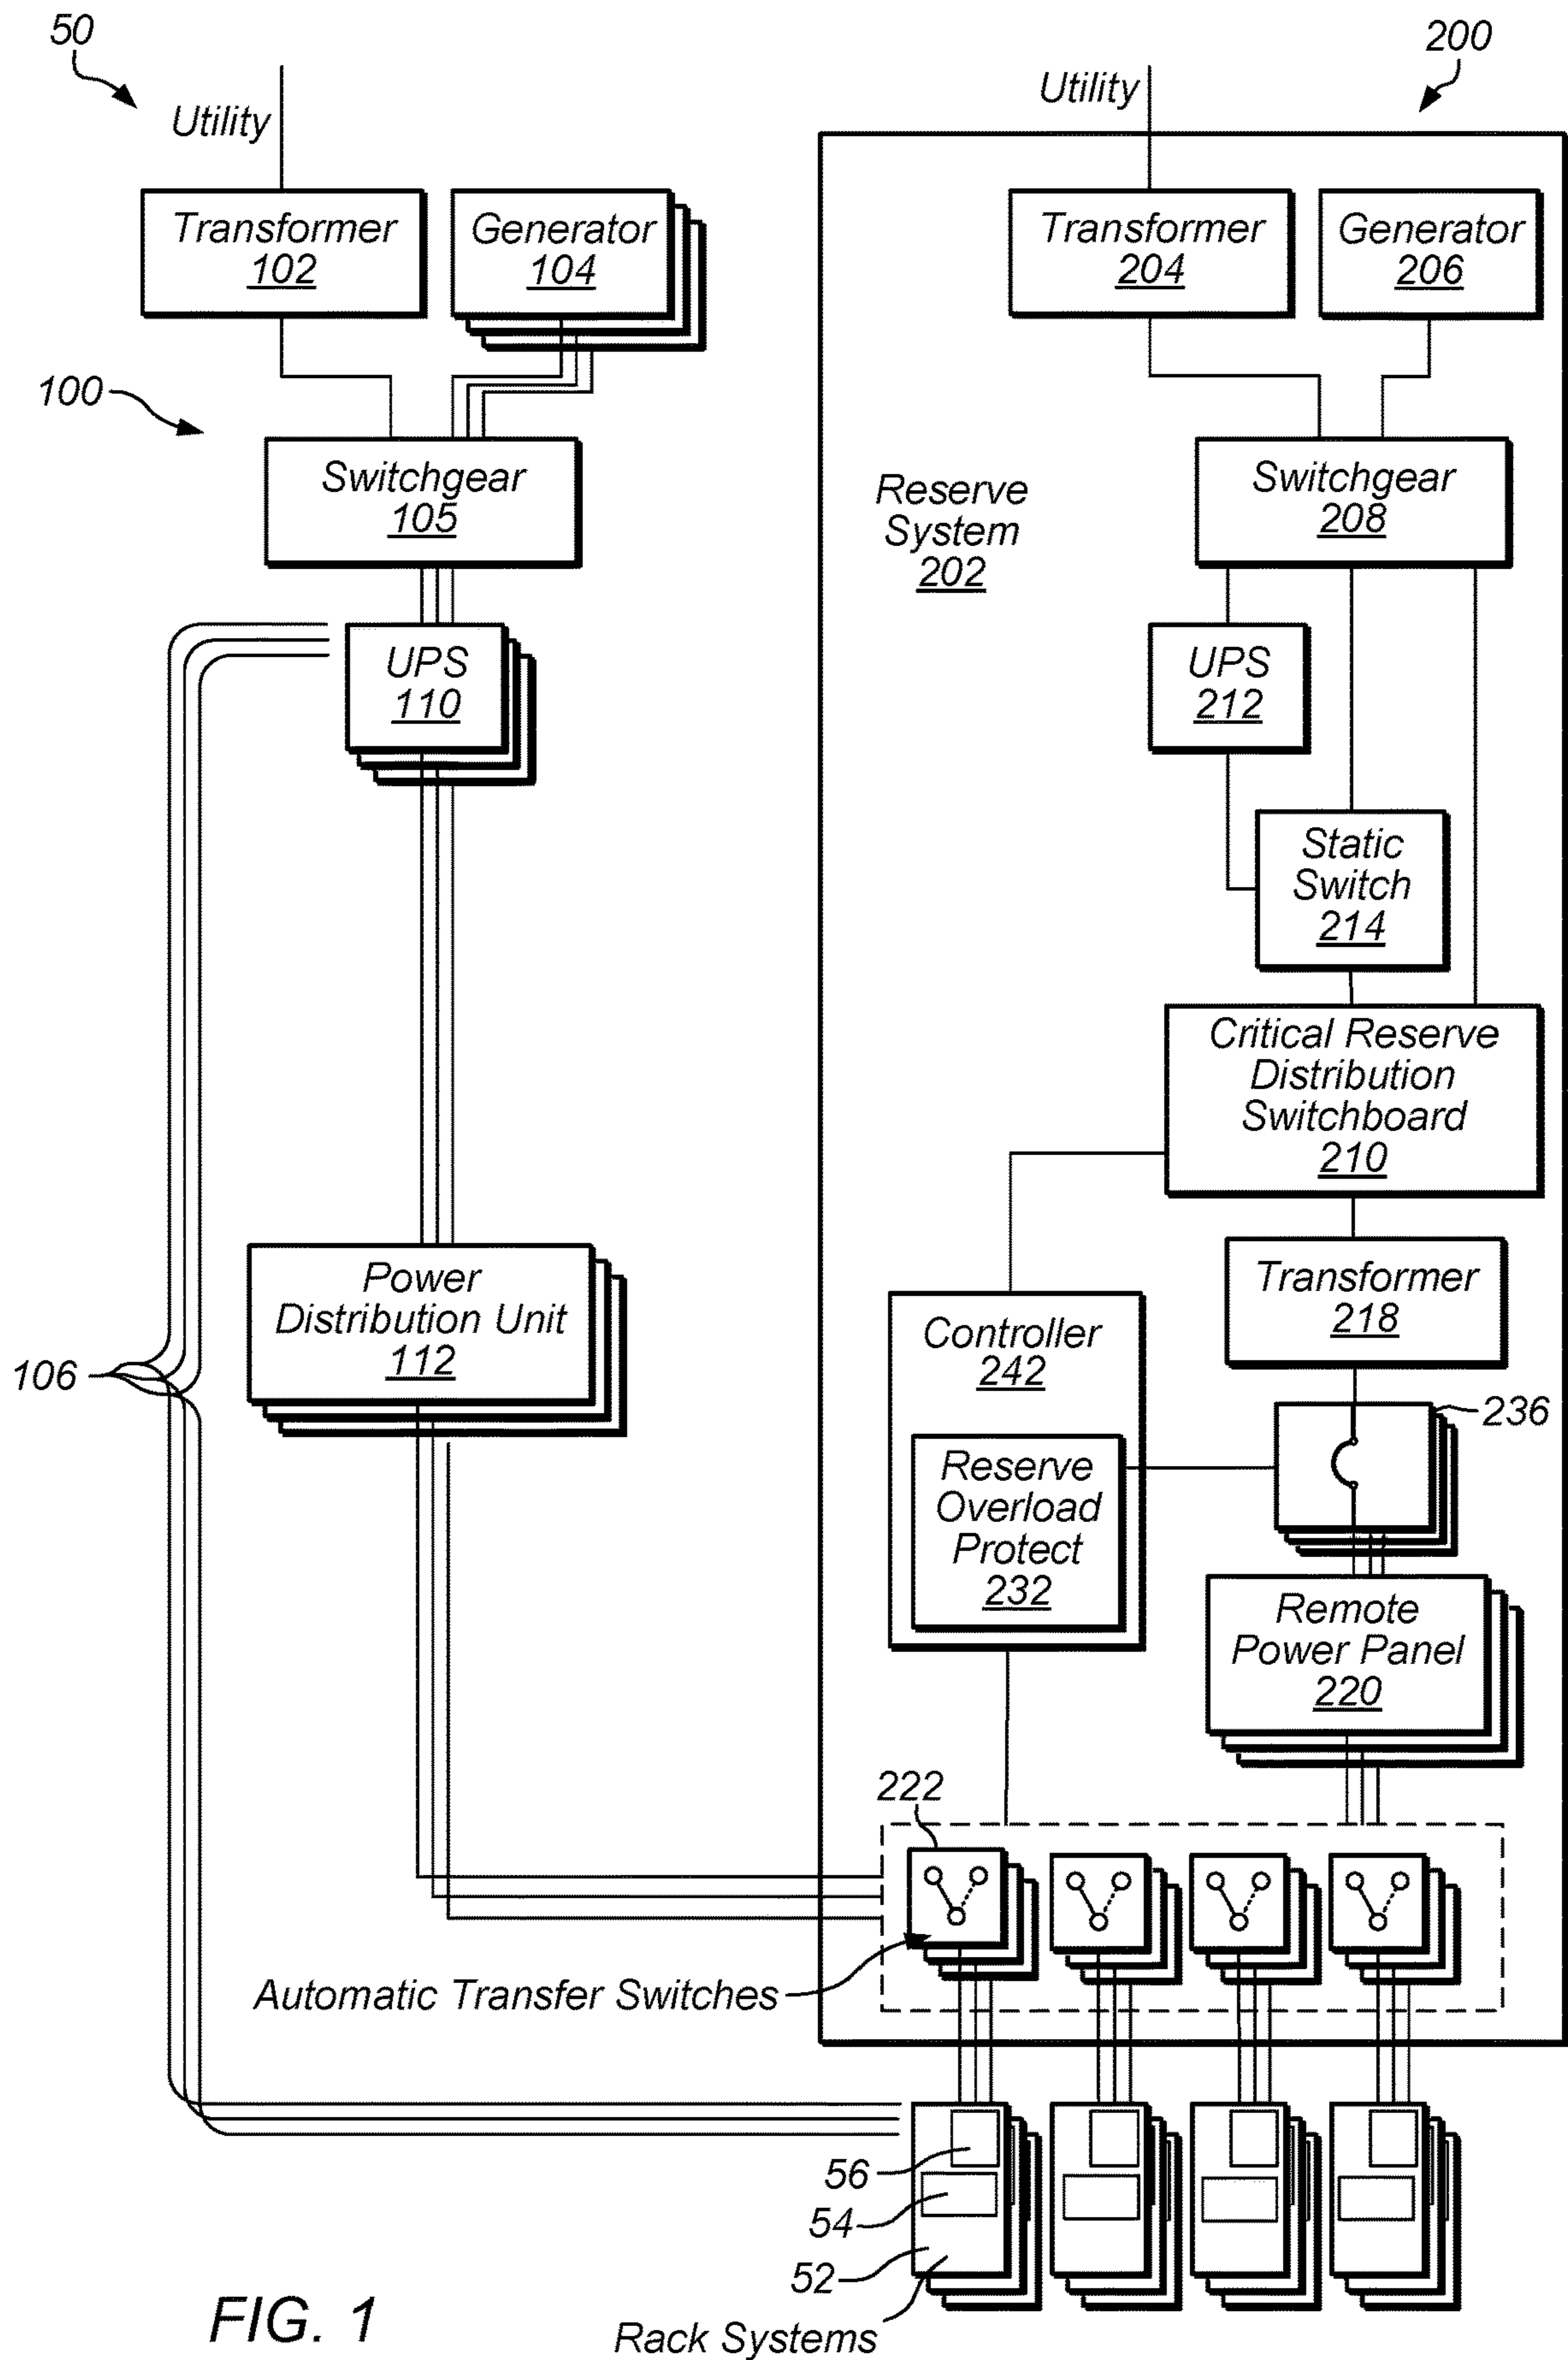 50
200
Utility
Utility
Transformer
102
Generator
104
Transformer
204
Generator
206
100
Switchgear
105
Reserve
System
202
Switchgear
208
UPS
110
UPS
212
Static
Switch
214
Critical Reserve
Distribution
Switchboard
210
Power
Distribution Unit
112
106
Controller
242
Transformer
218
236
Reserve
Overload
Protect
232
Remote
Power Panel
220
222
Automatic Transfer Switches
56
54
52
Rack Systems
FIG. 1